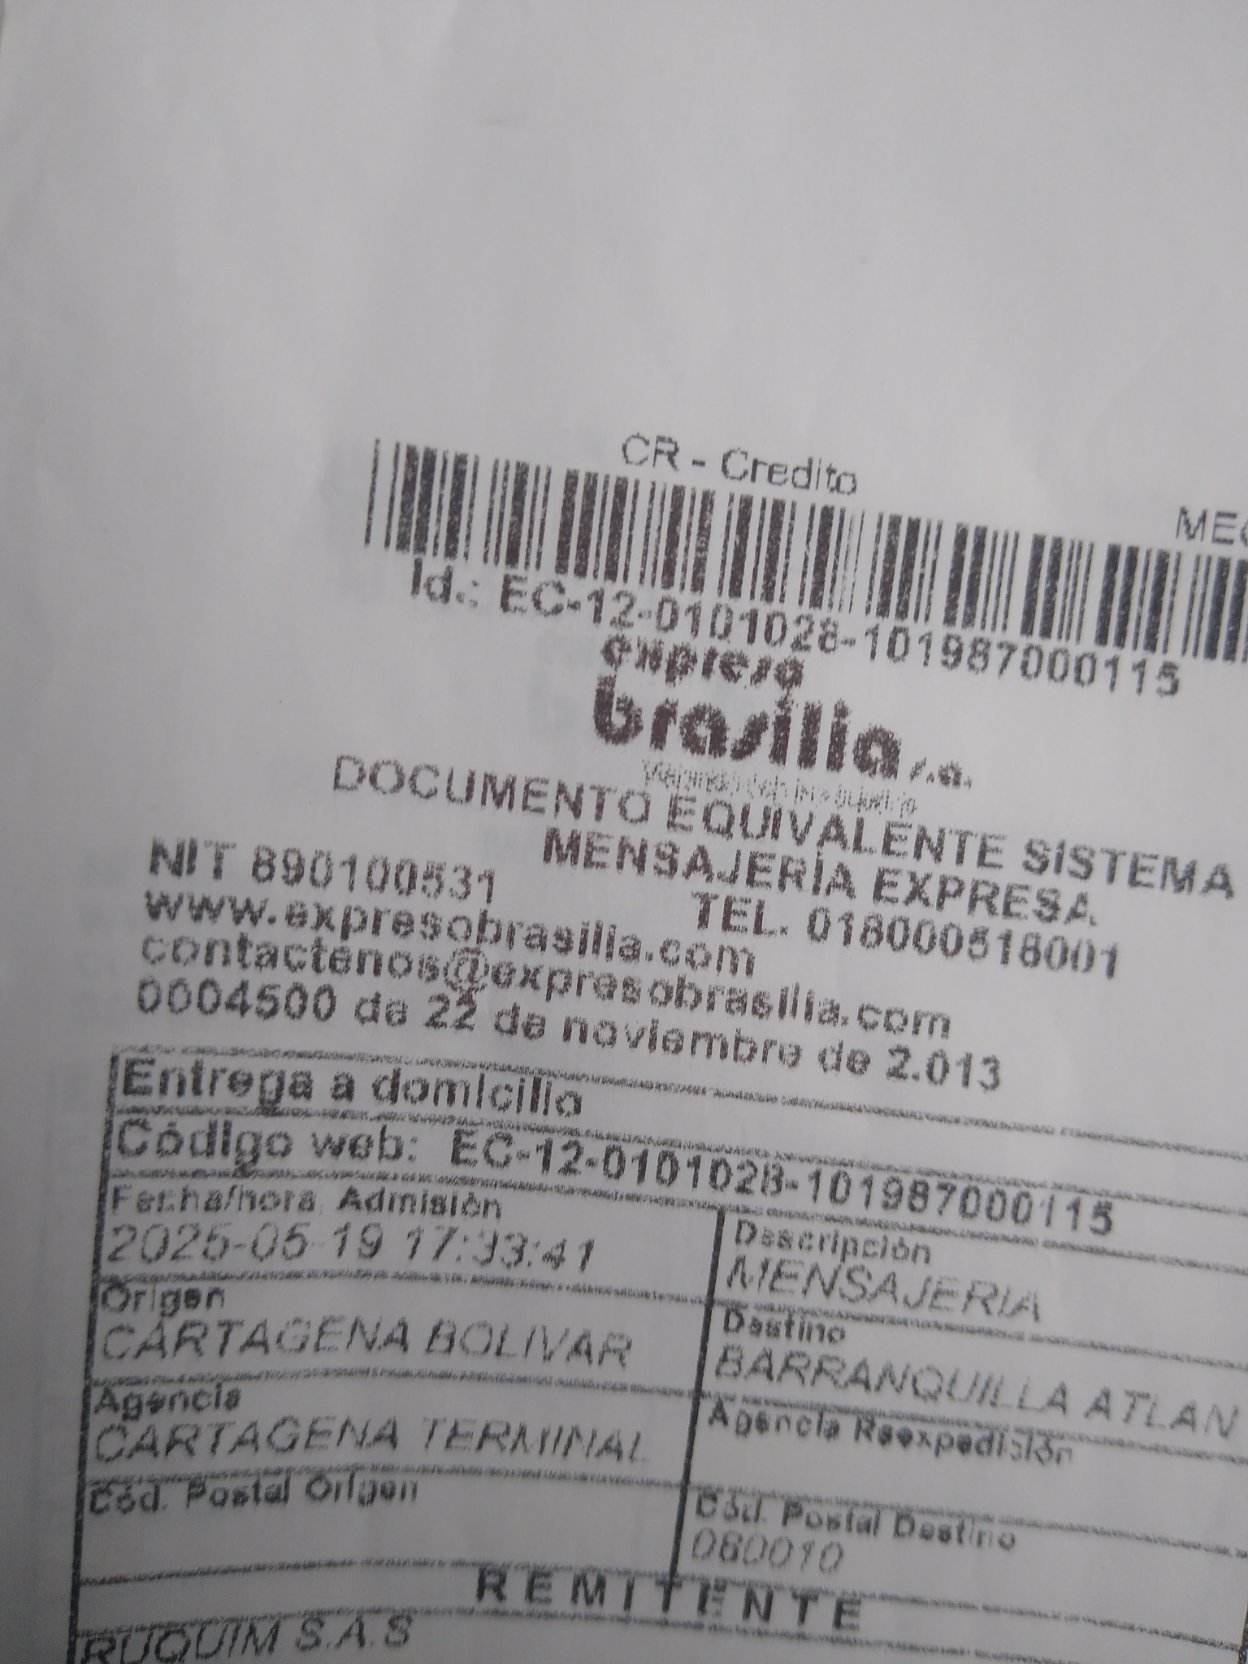 CR - Credito
Id.: EC-12-0101028-101987000115
expreso
brasilia s.a.
DOCUMENTO EQUIVALENTE SISTEMA
MENSAJERÍA EXPRESA
NIT 890100531
TEL. 018000518001
www.expresobrasilia.com
contactenos@expresobrasilia.com
0004500 de 22 de noviembre de 2.013
Entrega a domicilio
Código web: EC-12-0101028-101987000115
Fecha/hora Admisión
2025-05-19 17:33:41
Descripción
MENSAJERIA
Origen
CARTAGENA BOLIVAR
Destino
BARRANQUILLA ATLAN
Agencia
CARTAGENA TERMINAL
Agencia Reexpedición
Cód. Postal Origen
Cód. Postal Destino
080010
REMITENTE
RUQUIM S.A.S